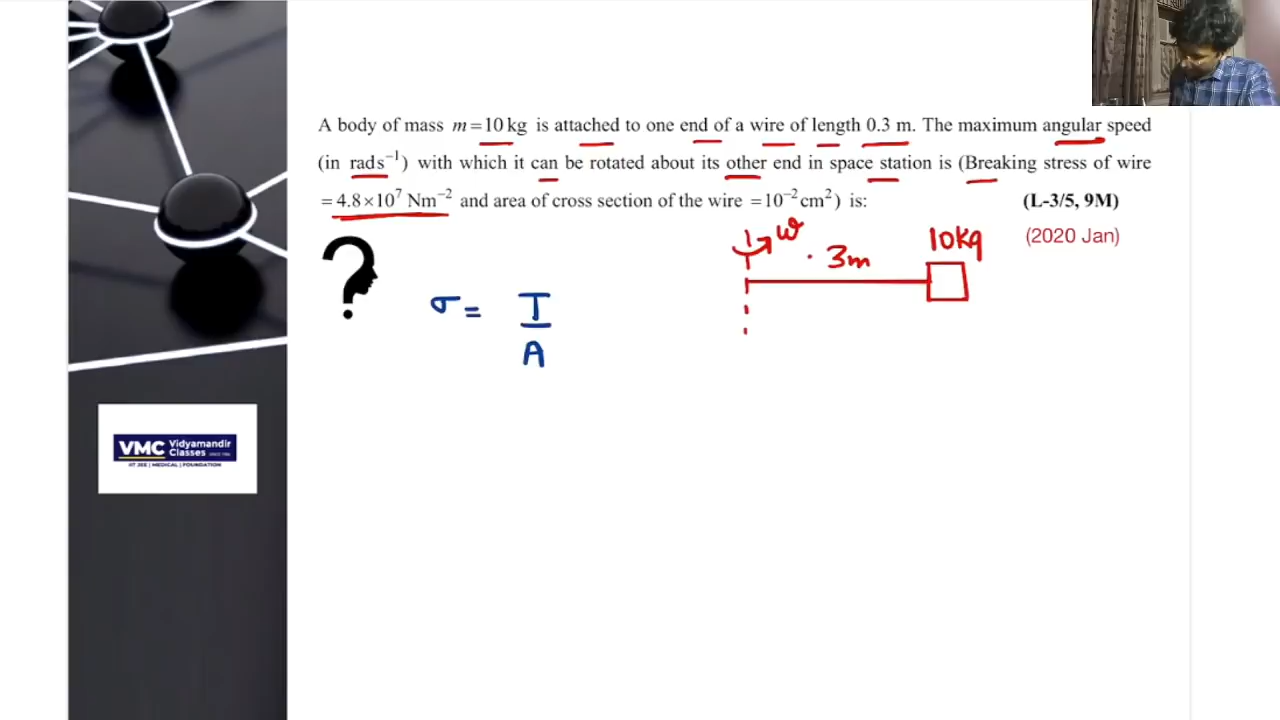 A body of mass m = 10 kg is attached to one end of a wire of length 0.3 m. The maximum angular speed
(in rad s⁻¹) with which it can be rotated about its other end in space station is (Breaking stress of wire
= 4.8×10⁷ Nm⁻² and area of cross section of the wire = 10⁻² cm²) is: (L-3/5, 9M)
(2020 Jan)
ω
.3m
10kg
σ = T/A
VMC Vidyamandir Classes
IIT JEE | MEDICAL | FOUNDATION